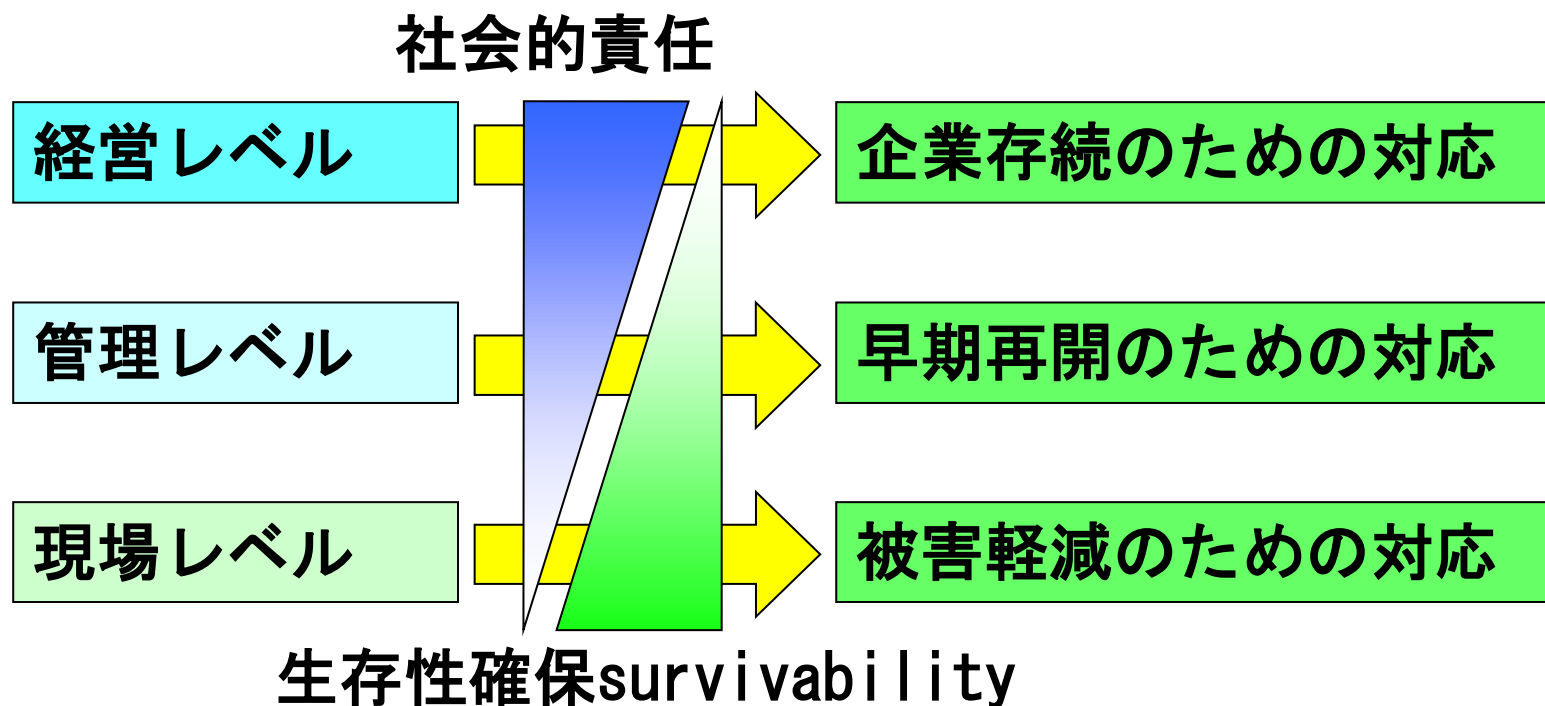 社会的責任
経営レベル
企業存続のための対応
管理レベル
早期再開のための対応
現場レベル
被害軽減のための対応
生存性確保survivability